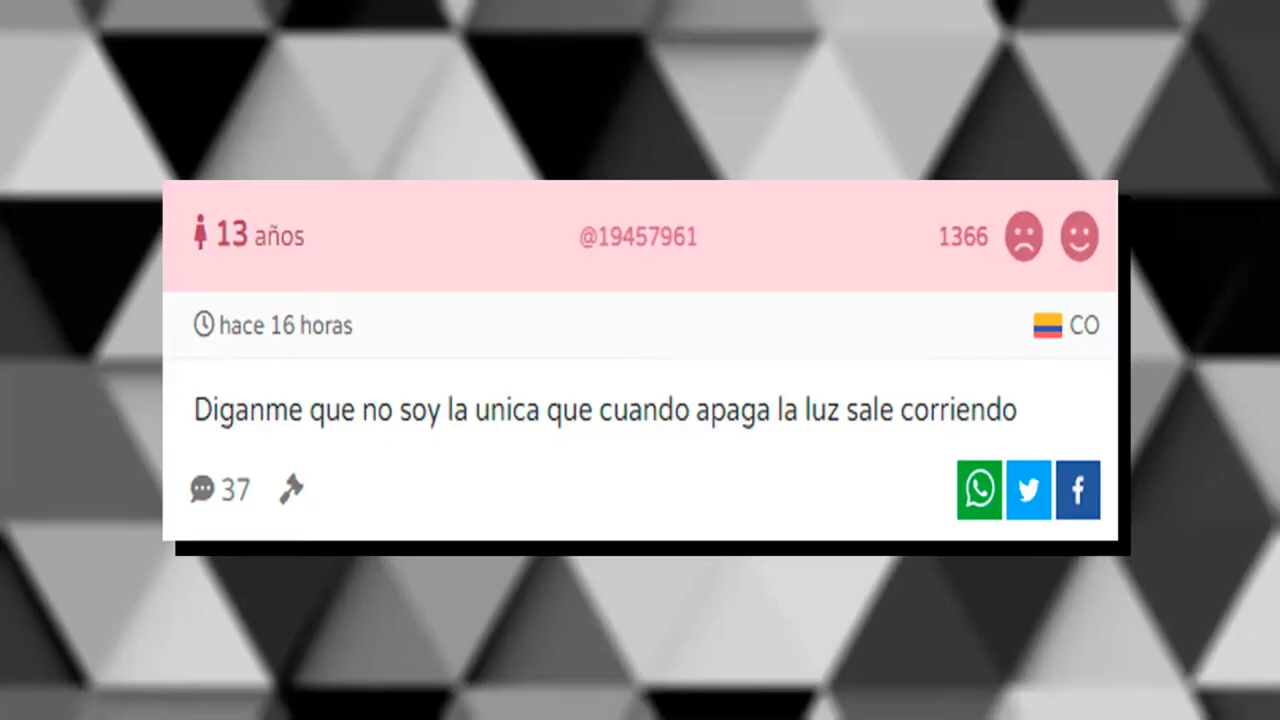 13 años @19457961 1366
hace 16 horas CO
Diganme que no soy la unica que cuando apaga la luz sale corriendo
37